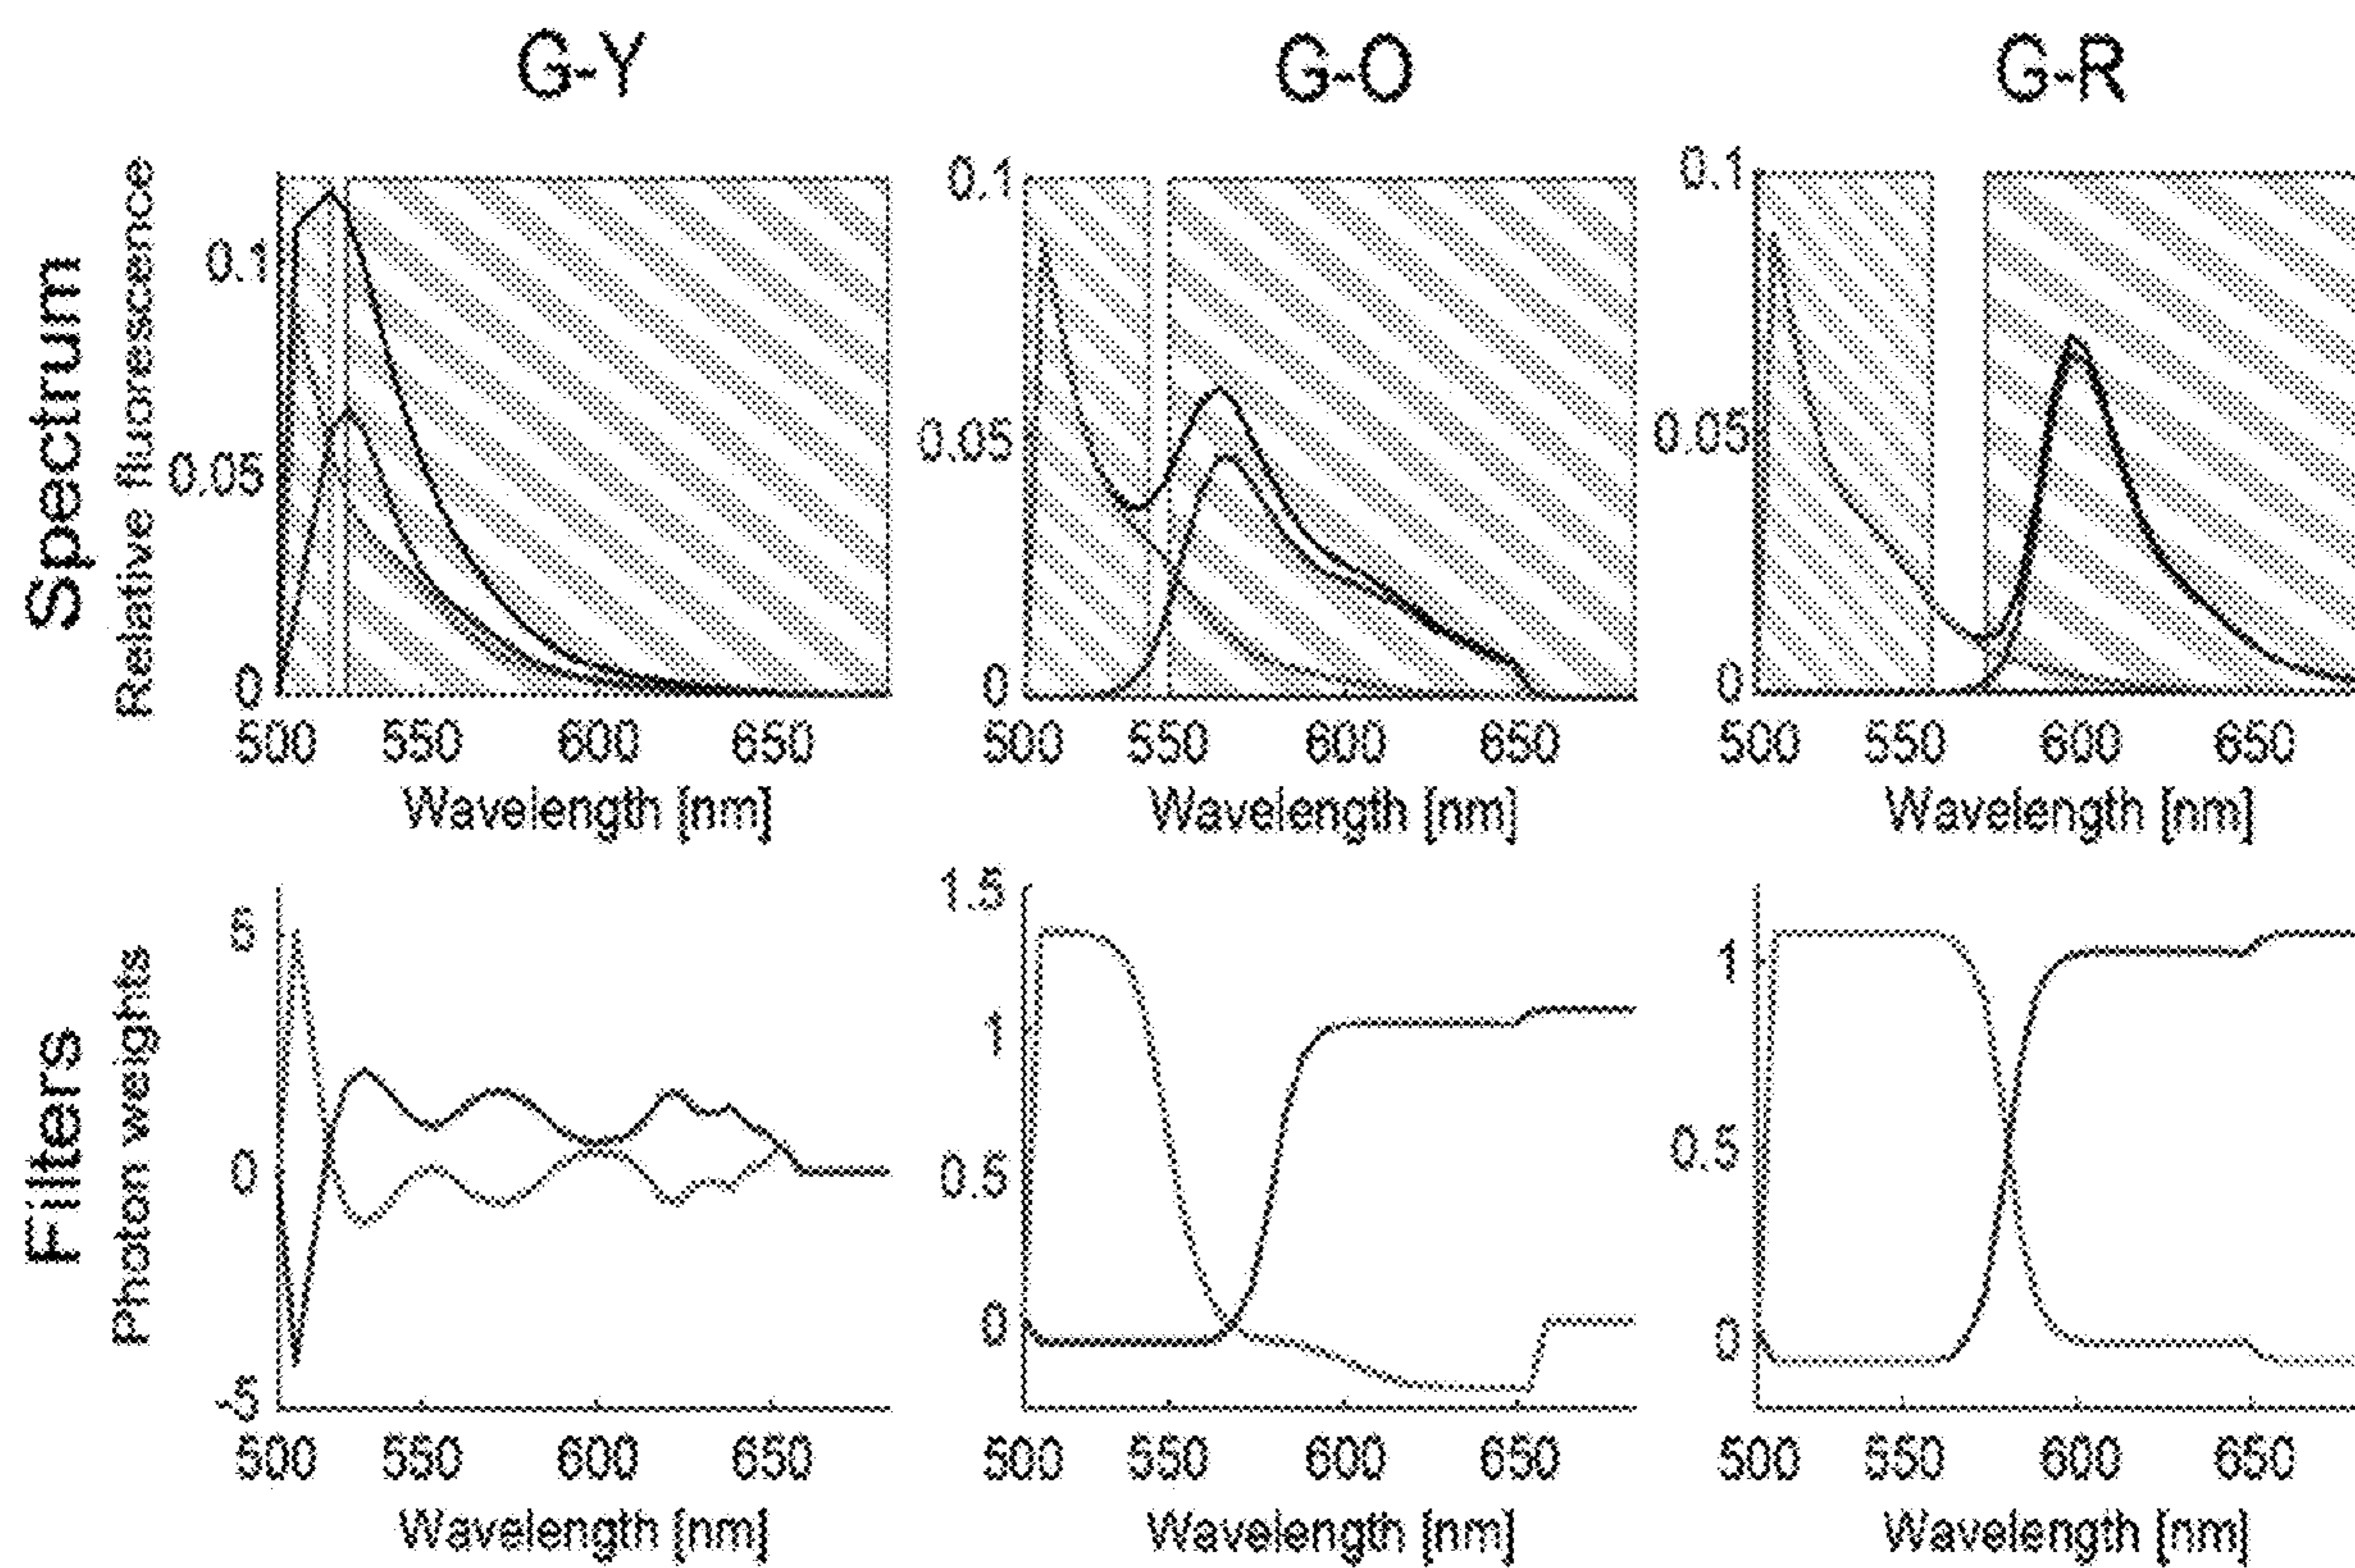 G-Y G-O G-R
Spectrum
Relative fluorescence
0.1
0.05
0
500 550 600 650
Wavelength [nm]
0.1
0.05
0
500 550 600 650
Wavelength [nm]
0.1
0.05
0
500 550 600 650
Wavelength [nm]
Filters
Photon weights
5
0
-5
500 550 600 650
Wavelength [nm]
1.5
1
0.5
0
500 550 600 650
Wavelength [nm]
1
0.5
0
500 550 600 650
Wavelength [nm]